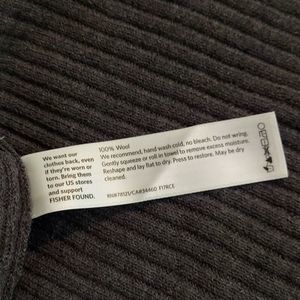 We want our
clothes back, even
if they're worn or
torn. Bring them
to our US stores
and support
FISHER FOUND.
100% Wool
We recommend, hand wash cold, no bleach. Do not wring.
Gently squeeze or roll in towel to remove excess moisture.
Reshape and lay flat to dry. Press to restore. May be dry
cleaned.
RN#78121/CA#34460 F17RCE